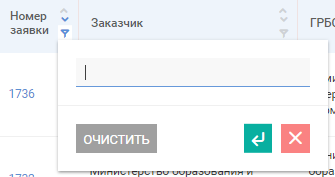 Номер заявки
Заказчик
ГРБС
1736
ОЧИСТИТЬ
Министерство образования и